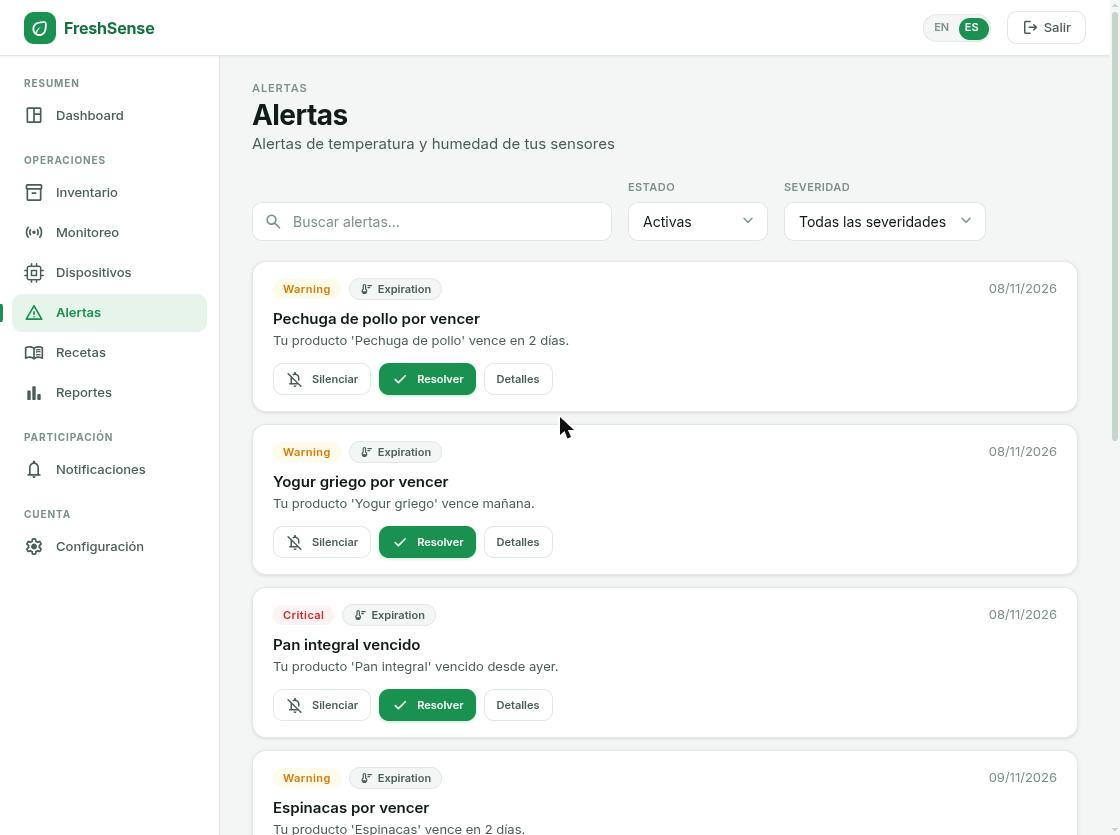 FreshSense
EN ES
Salir
RESUMEN
Dashboard
OPERACIONES
Inventario
Monitoreo
Dispositivos
Alertas
Recetas
Reportes
PARTICIPACIÓN
Notificaciones
CUENTA
Configuración
ALERTAS
Alertas
Alertas de temperatura y humedad de tus sensores
ESTADO SEVERIDAD
Buscar alertas... Activas Todas las severidades
Warning Expiration 08/11/2026
Pechuga de pollo por vencer
Tu producto 'Pechuga de pollo' vence en 2 días.
Silenciar Resolver Detalles
Warning Expiration 08/11/2026
Yogur griego por vencer
Tu producto 'Yogur griego' vence mañana.
Silenciar Resolver Detalles
Critical Expiration 08/11/2026
Pan integral vencido
Tu producto 'Pan integral' vencido desde ayer.
Silenciar Resolver Detalles
Warning Expiration 09/11/2026
Espinacas por vencer
Tu producto 'Espinacas' vence en 2 días.